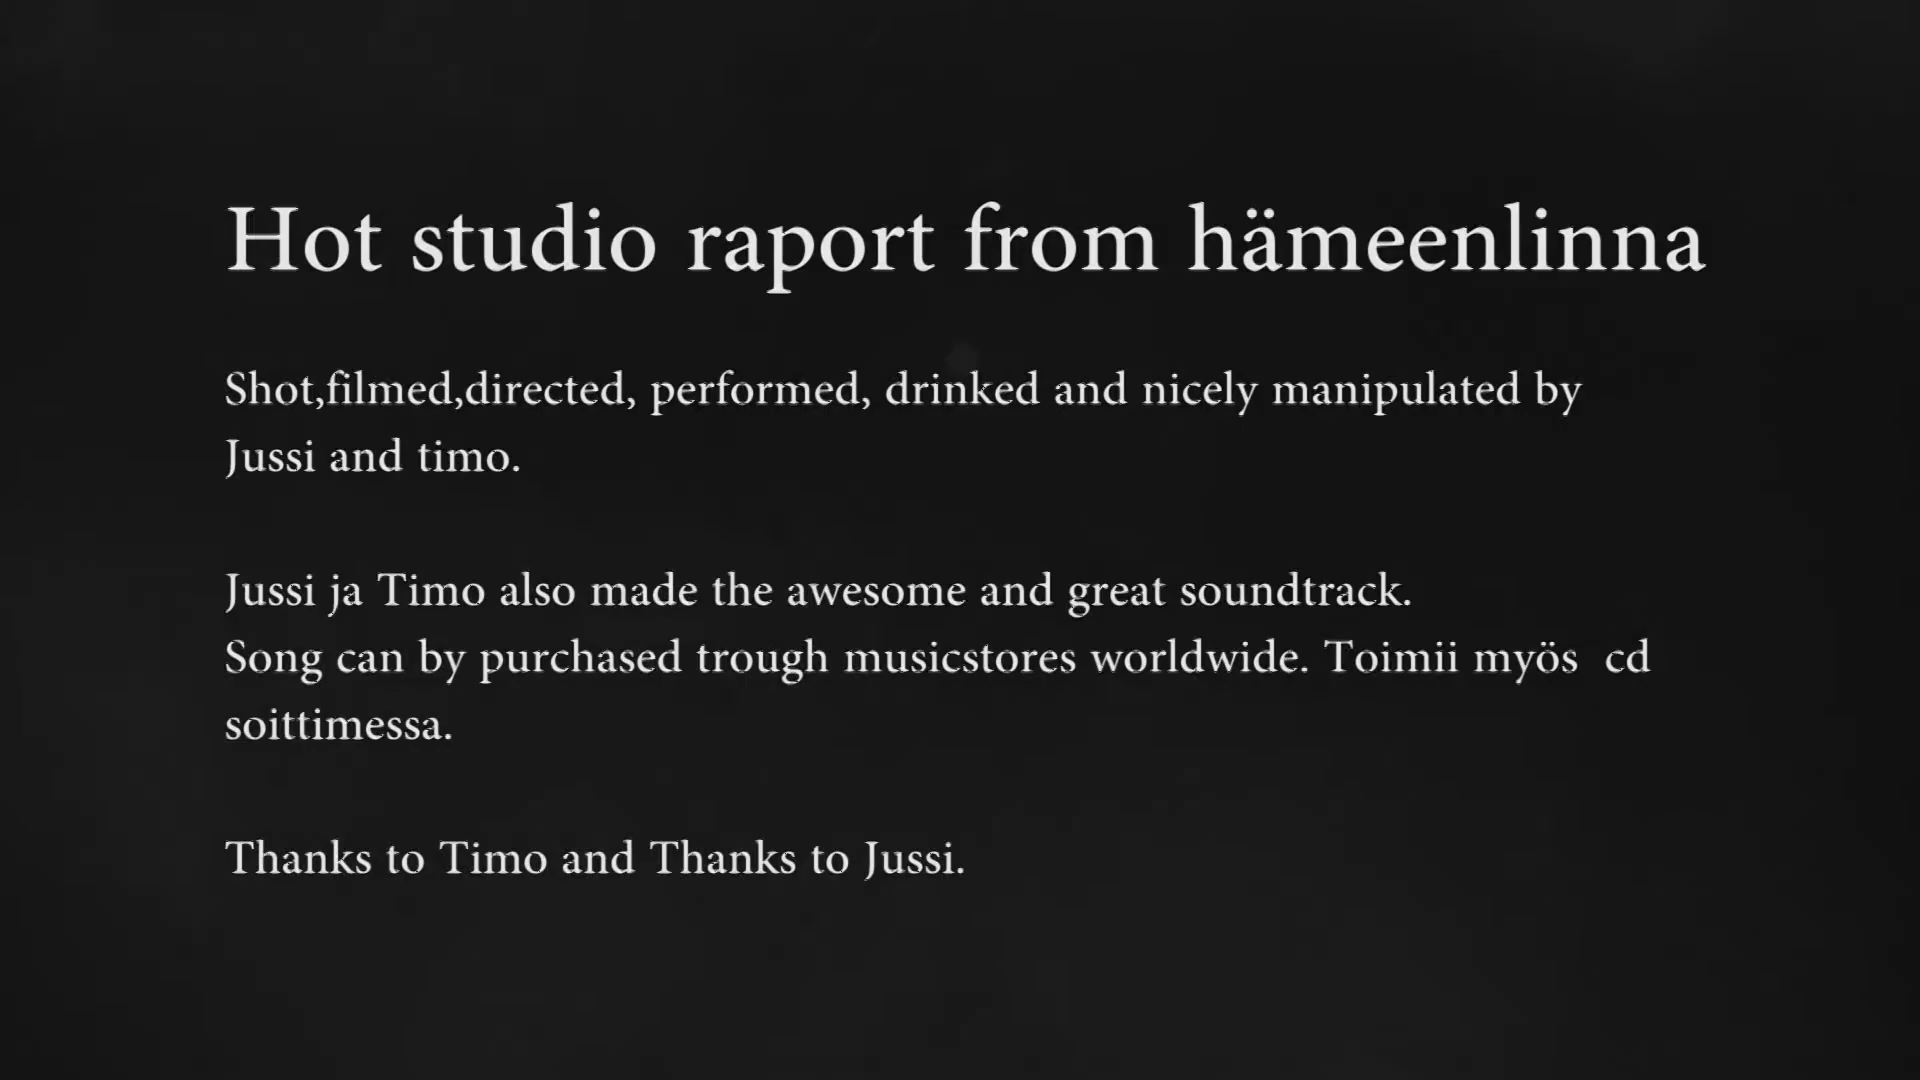 Hot studio raport from hämeenlinna
Shot,filmed,directed, performed, drinked and nicely manipulated by
Jussi and timo.
Jussi ja Timo also made the awesome and great soundtrack.
Song can by purchased trough musicstores worldwide. Toimii myös  cd
soittimessa.
Thanks to Timo and Thanks to Jussi.